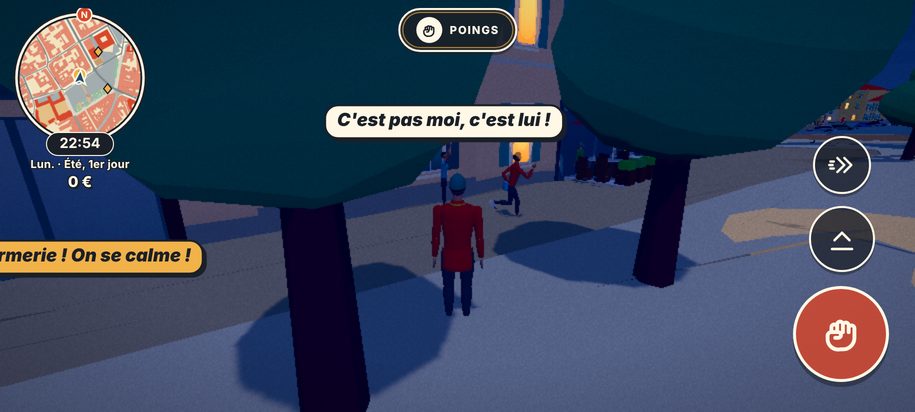 N
POINGS
C'est pas moi, c'est lui !
22:54
Lun. · Été, 1er jour
0 €
rmerie ! On se calme !